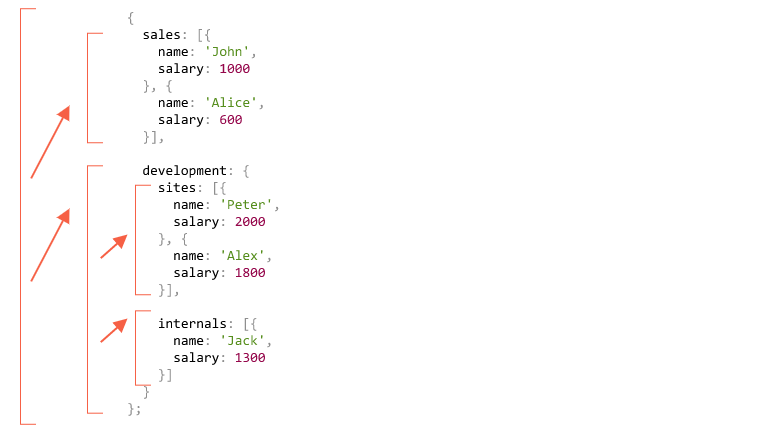 {
  sales: [{
    name: 'John',
    salary: 1000
  }, {
    name: 'Alice',
    salary: 600
  }],
  development: {
    sites: [{
      name: 'Peter',
      salary: 2000
    }, {
      name: 'Alex',
      salary: 1800
    }],
    internals: [{
      name: 'Jack',
      salary: 1300
    }]
  }
};